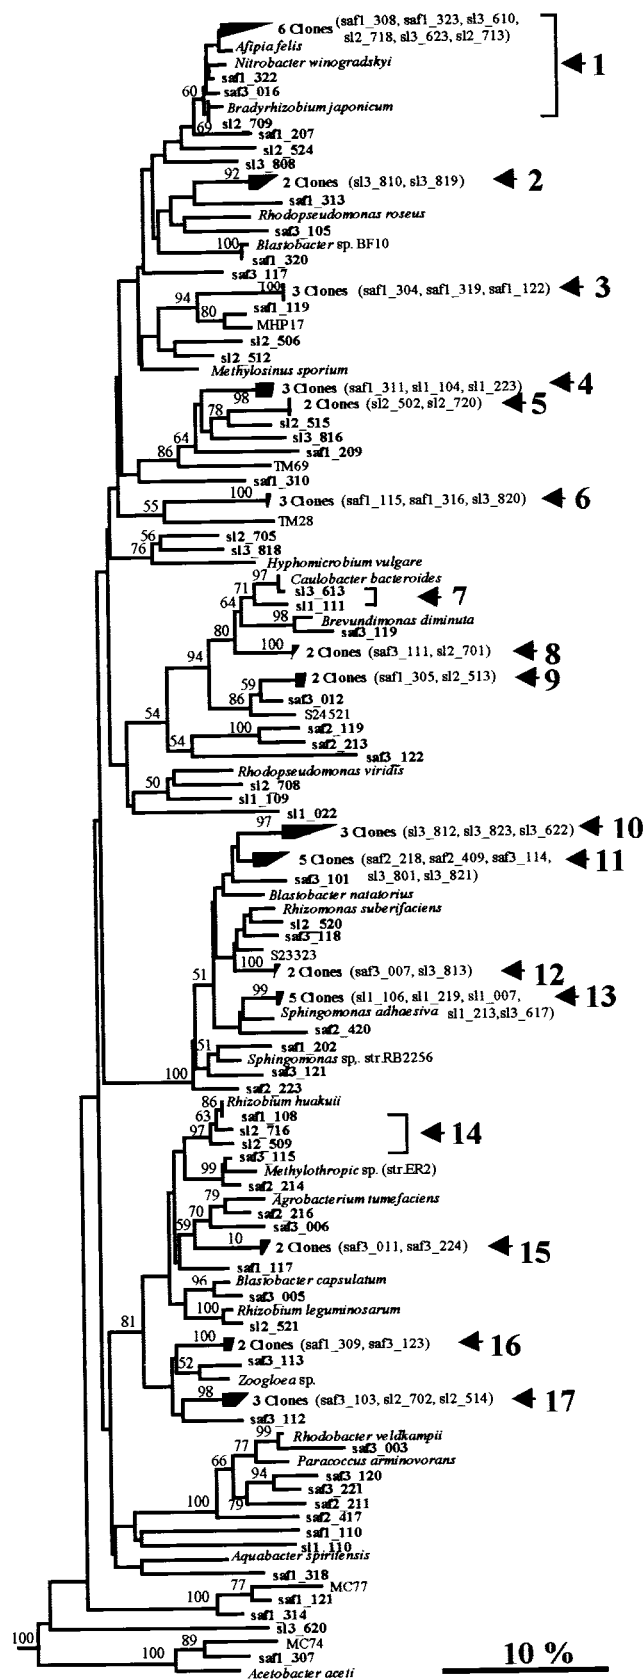 6 Clones (saf1_308, saf1_323, sl3_610,
sl2_718, sl3_623, sl2_713)
Afipia felis
Nitrobacter winogradskyi
1
saf1_322
60
saf3_016
Bradyrhizobium japonicum
sl2_709
69
saf1_207
sl2_524
sl3_808
92
2 Clones (sl3_810, sl3_819)
2
saf1_313
Rhodopseudomonas roseus
saf3_105
100
Blastobacter sp. BF10
saf1_320
saf3_117
100
3 Clones (saf1_304, saf1_319, saf1_122)
3
94
saf1_119
80
MHP17
sl2_506
sl2_512
Methylosinus sporium
98
3 Clones (saf1_311, sl1_104, sl1_223)
4
2 Clones (sl2_502, sl2_720)
5
78
sl2_515
sl3_816
64
saf1_209
86
TM69
saf1_310
100
3 Clones (saf1_115, saf1_316, sl3_820)
6
55
TM28
56
sl2_705
76
sl3_818
Hyphomicrobium vulgare
97
Caulobacter bacteroides
71
sl3_613
7
64
sl1_111
98
Brevundimonas diminuta
80
saf3_119
100
2 Clones (saf3_111, sl2_701)
8
94
59
2 Clones (saf1_305, sl2_513)
9
86
saf3_012
S24521
54
100
saf2_119
54
saf2_213
saf3_122
Rhodopseudomonas viridis
50
sl2_708
sl1_109
sl1_022
97
3 Clones (sl3_812, sl3_823, sl3_622)
10
5 Clones (saf2_218, saf2_409, saf3_114,
sl3_801, sl3_821)
11
saf3_101
Blastobacter natatorius
Rhizomonas suberifaciens
sl2_520
saf3_118
S23323
100
2 Clones (saf3_007, sl3_813)
12
51
99
5 Clones (sl1_106, sl1_219, sl1_007,
sl1_213, sl3_617)
13
Sphingomonas adhaesiva
saf2_420
51
saf1_202
Sphingomonas sp,. str.RB2256
100
saf3_121
saf2_223
86
Rhizobium huakuii
63
saf1_108
97
sl2_716
14
sl2_509
saf3_115
99
Methylothropic sp. (str.ER2)
saf2_214
79
Agrobacterium tumefaciens
70
saf2_216
59
saf3_006
10
2 Clones (saf3_011, saf3_224)
15
saf1_117
96
Blastobacter capsulatum
saf3_005
100
Rhizobium leguminosarum
81
sl2_521
100
2 Clones (saf1_309, saf3_123)
16
52
saf3_113
Zoogloea sp.
98
3 Clones (saf3_103, sl2_702, sl2_514)
17
saf3_112
99
Rhodobacter veldkampii
77
saf3_003
66
Paracoccus arminovorans
94
saf3_120
saf3_221
79
saf2_211
100
saf2_417
saf1_110
sl1_110
Aquabacter spiritensis
saf1_318
77
MC77
100
saf1_121
saf1_314
sl3_620
100
89
MC74
100
saf1_307
Acetobacter aceti
10 %